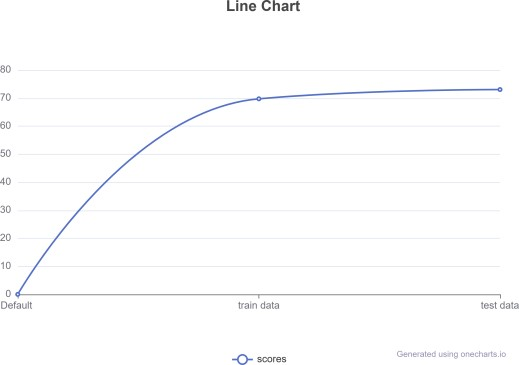 Line Chart
80
70
60
50
40
30
20
10
0
Default train data test data
scores
Generated using onecharts.io